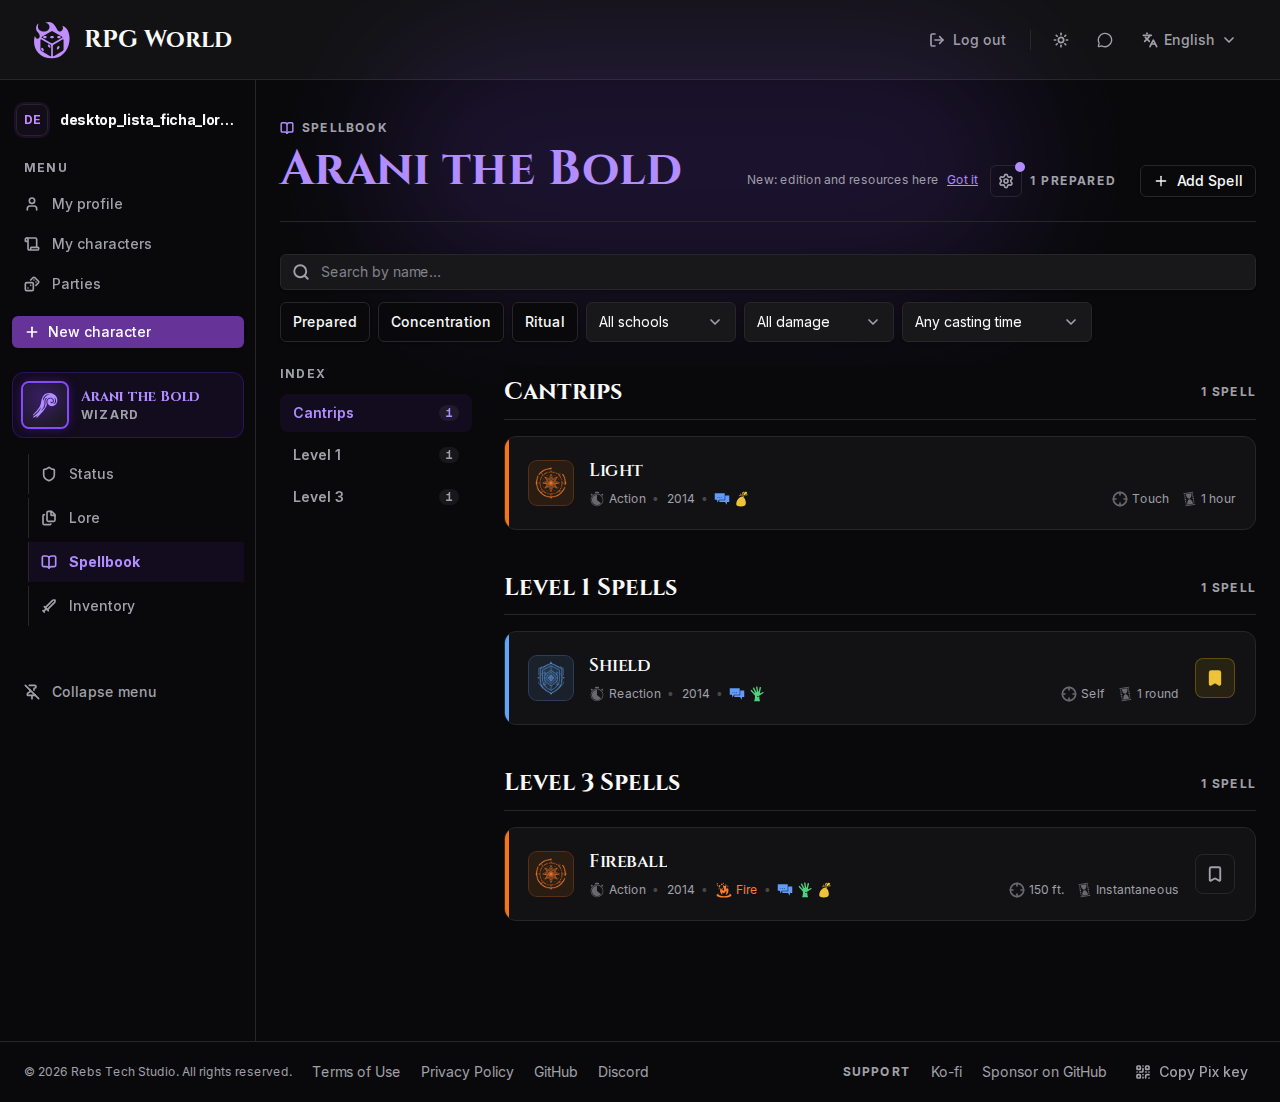 RPG World
Log out
English
DE
desktop_lista_ficha_lor...
MENU
My profile
My characters
Parties
New character
Arani the Bold
WIZARD
Status
Lore
Spellbook
Inventory
Collapse menu
SPELLBOOK
Arani the Bold
New: edition and resources here Got it
1 PREPARED
Add Spell
Search by name...
Prepared
Concentration
Ritual
All schools
All damage
Any casting time
INDEX
Cantrips 1
Level 1 1
Level 3 1
Cantrips
1 SPELL
Light
Action • 2014 •
Touch
1 hour
Level 1 Spells
1 SPELL
Shield
Reaction • 2014 •
Self
1 round
Level 3 Spells
1 SPELL
Fireball
Action • 2014 • Fire •
150 ft.
Instantaneous
© 2026 Rebs Tech Studio. All rights reserved.
Terms of Use
Privacy Policy
GitHub
Discord
SUPPORT
Ko-fi
Sponsor on GitHub
Copy Pix key